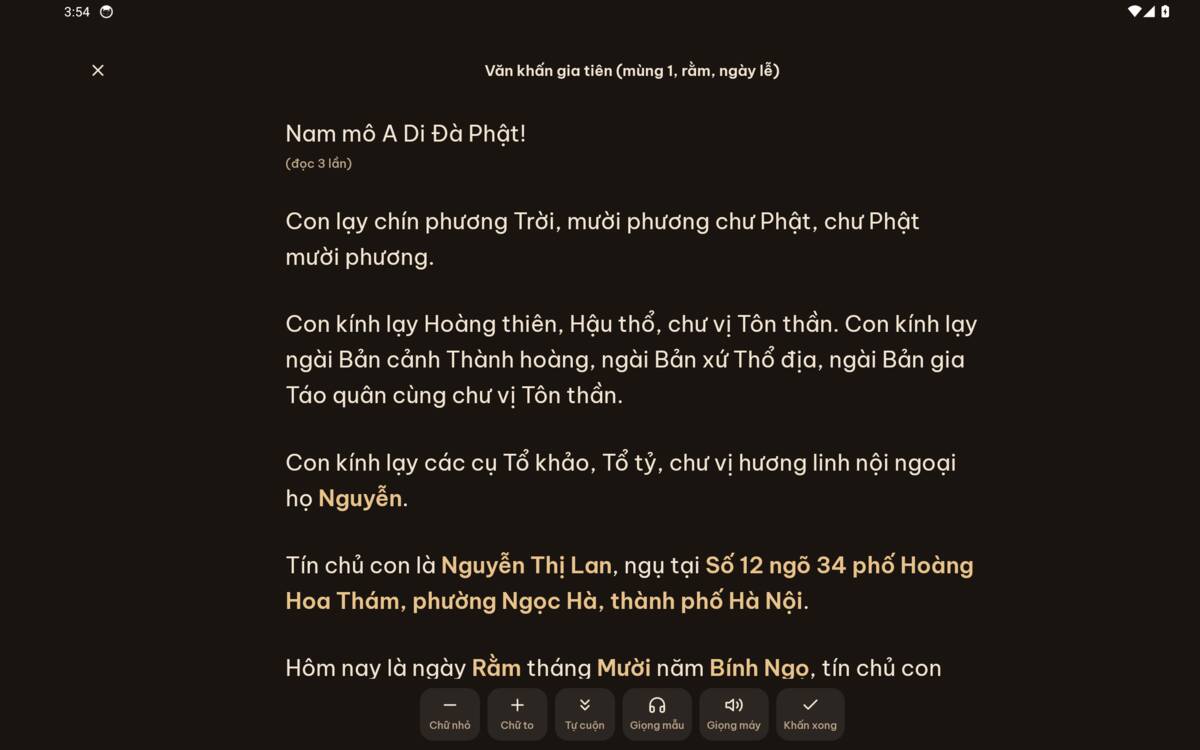 3:54
Văn khấn gia tiên (mùng 1, rằm, ngày lễ)
Nam mô A Di Đà Phật!
(đọc 3 lần)
Con lạy chín phương Trời, mười phương chư Phật, chư Phật
mười phương.
Con kính lạy Hoàng thiên, Hậu thổ, chư vị Tôn thần. Con kính lạy
ngài Bản cảnh Thành hoàng, ngài Bản xứ Thổ địa, ngài Bản gia
Táo quân cùng chư vị Tôn thần.
Con kính lạy các cụ Tổ khảo, Tổ tỷ, chư vị hương linh nội ngoại
họ Nguyễn.
Tín chủ con là Nguyễn Thị Lan, ngụ tại Số 12 ngõ 34 phố Hoàng
Hoa Thám, phường Ngọc Hà, thành phố Hà Nội.
Hôm nay là ngày Rằm tháng Mười năm Bính Ngọ, tín chủ con
Chữ nhỏ
Chữ to
Tự cuộn
Giọng mẫu
Giọng máy
Khấn xong